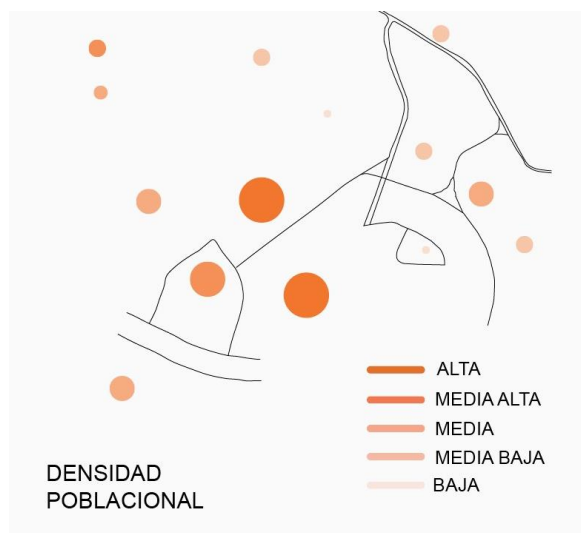 ALTA
MEDIA ALTA
MEDIA
MEDIA BAJA
BAJA
DENSIDAD
POBLACIONAL